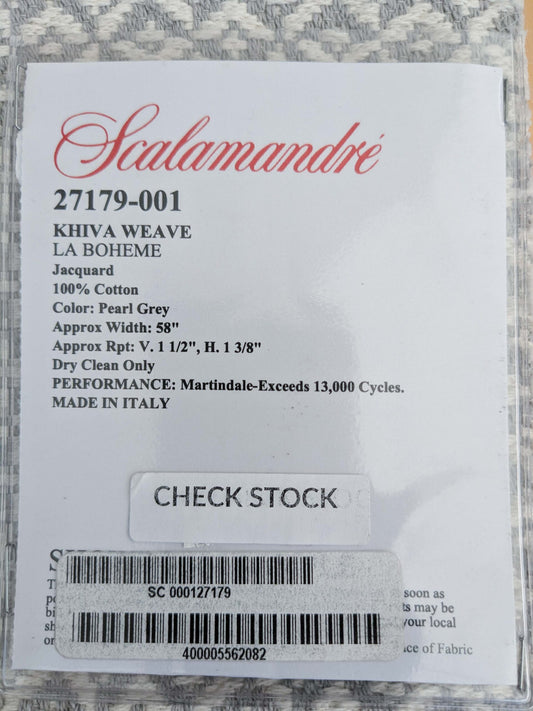 Scalamandré
27179-001
KHIVA WEAVE
LA BOHEME
Jacquard
100% Cotton
Color: Pearl Grey
Approx Width: 58"
Approx Rpt: V. 1 1/2", H. 1 3/8"
Dry Clean Only
PERFORMANCE: Martindale-Exceeds 13,000 Cycles.
MADE IN ITALY
CHECK STOCK
SC 000127179
soon as
may be
your local
of Fabric
400005562082